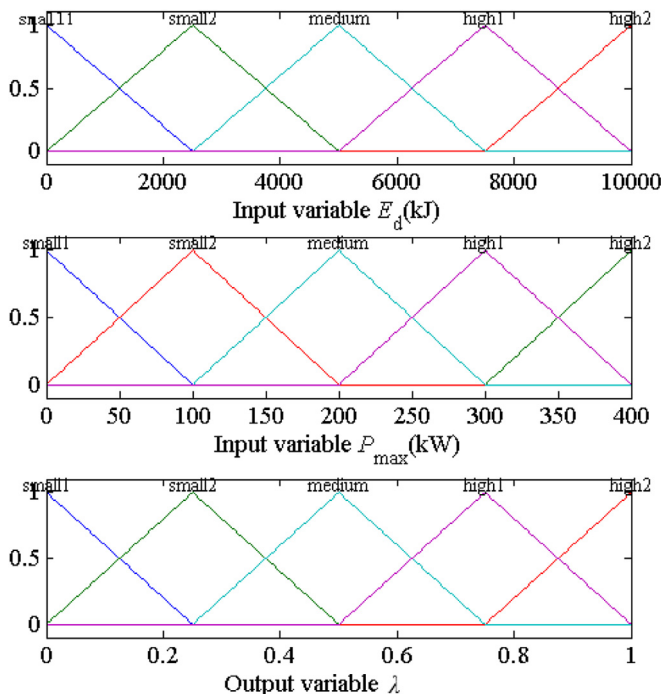 small11 small2 medium high1 high2
1
0.5
0
0 2000 4000 6000 8000 10000
Input variable E_d(kJ)
small1 small2 medium high1 high2
1
0.5
0
0 50 100 150 200 250 300 350 400
Input variable P_max(kW)
small1 small2 medium high1 high2
1
0.5
0
0 0.2 0.4 0.6 0.8 1
Output variable λ